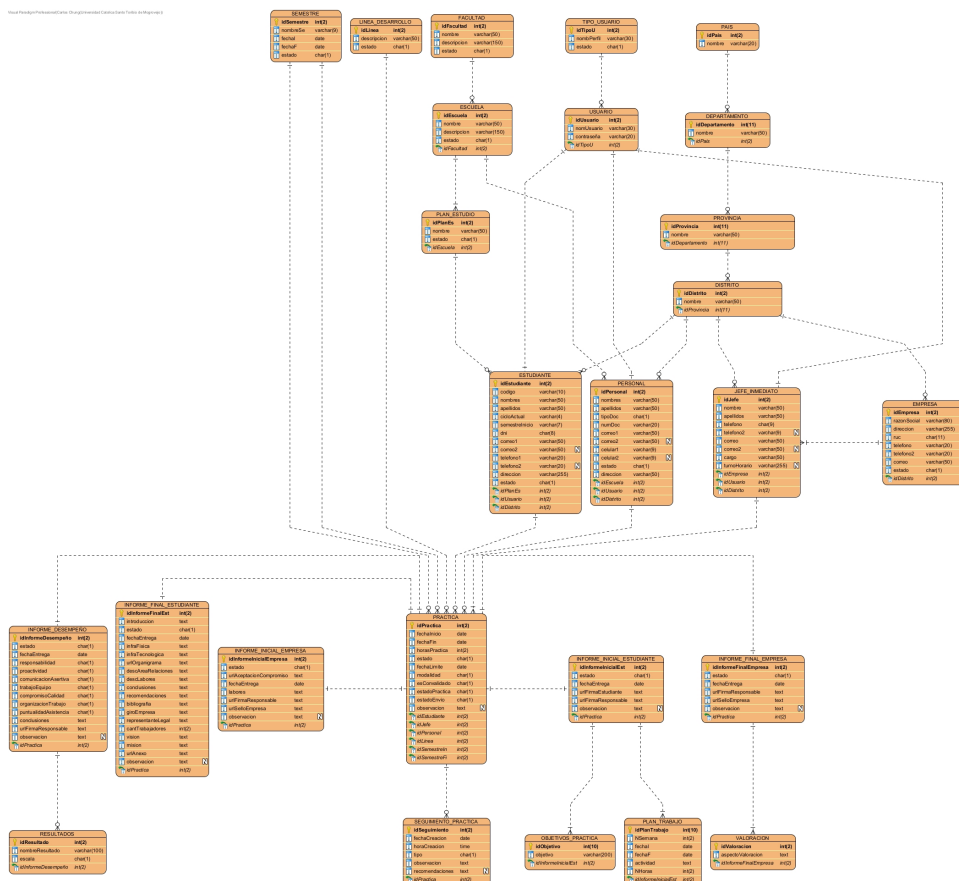 Visual Paradigm Professional(Carlos Otiura@Universidad Catolica Santo Toribio de Mogrovejo))
SEMESTRE
idSemestre int(2)
nombreSe varchar(9)
fechaI date
fechaF date
estado char(1)
LINEA_DESARROLLO
idLinea int(2)
descripcion varchar(50)
estado char(1)
FACULTAD
idFacultad int(2)
nombre varchar(50)
descripcion varchar(150)
estado char(1)
TIPO_USUARIO
idTipoU int(2)
nombPerfil varchar(30)
estado char(1)
PAIS
idPais int(2)
nombre varchar(20)
ESCUELA
idEscuela int(2)
nombre varchar(50)
descripcion varchar(150)
estado char(1)
idFacultad int(2)
USUARIO
idUsuario int(2)
nomUsuario varchar(30)
contraseña varchar(20)
idTipoU int(2)
DEPARTAMENTO
idDepartamento int(11)
nombre varchar(50)
idPais int(2)
PLAN_ESTUDIO
idPlanEs int(2)
nombre varchar(50)
estado char(1)
idEscuela int(2)
PROVINCIA
idProvincia int(11)
nombre varchar(50)
idDepartamento int(11)
DISTRITO
idDistrito int(2)
nombre varchar(50)
idProvincia int(11)
ESTUDIANTE
idEstudiante int(2)
codigo varchar(10)
nombres varchar(50)
apellidos varchar(50)
cicloActual varchar(4)
semestreInicio varchar(7)
dni char(8)
correo1 varchar(50)
correo2 varchar(50) N
telefono1 varchar(20)
telefono2 varchar(20) N
direccion varchar(255)
estado char(1)
idPlanEs int(2)
idUsuario int(2)
idDistrito int(2)
PERSONAL
idPersonal int(2)
nombres varchar(50)
apellidos varchar(50)
tipoDoc char(1)
numDoc varchar(20)
correo1 varchar(50)
correo2 varchar(50) N
celular1 varchar(9)
celular2 varchar(9) N
estado char(1)
direccion varchar(50)
idEscuela int(2)
idUsuario int(2)
idDistrito int(2)
JEFE_INMEDIATO
idJefe int(2)
nombre varchar(50)
apellidos varchar(50)
telefono char(9)
telefono2 varchar(9) N
correo varchar(50)
correo2 varchar(50) N
cargo varchar(50)
turnoHorario varchar(255) N
idEmpresa int(2)
idUsuario int(2)
idDistrito int(2)
EMPRESA
idEmpresa int(2)
razonSocial varchar(80)
direccion varchar(255)
ruc char(11)
telefono varchar(20)
telefono2 varchar(20)
correo varchar(50)
estado char(1)
idDistrito int(2)
INFORME_DESEMPEÑO
idInformeDesempeño int(2)
estado char(1)
fechaEntrega date
responsabilidad char(1)
proactividad char(1)
comunicacionAsertiva char(1)
trabajoEquipo char(1)
compromisoCalidad char(1)
organizacionTrabajo char(1)
puntualidadAsistencia char(1)
conclusiones text
urlFirmaResponsable text
observacion text N
idPractica int(2)
INFORME_FINAL_ESTUDIANTE
idInformeFinalEst int(2)
introduccion text
estado char(1)
fechaEntrega date
infraFisica text
infraTecnologica text
urlOrganigrama text
descAreaRelaciones text
descLabores text
conclusiones text
recomendaciones text
bibliografia text
giroEmpresa text
representanteLegal text
cantTrabajadores int(2)
vision text
mision text
urlAnexo text
observacion text N
idPractica int(2)
INFORME_INICIAL_EMPRESA
idInformeInicialEmpresa int(2)
estado char(1)
urlAceptacionCompromiso text
fechaEntrega date
labores text
urlFirmaResponsable text
urlSelloEmpresa text
observacion text N
idPractica int(2)
PRACTICA
idPractica int(2)
fechaInicio date
fechaFin date
horasPractica int(2)
estado char(1)
fechaLimite date
modalidad char(1)
esConvalidado char(1)
estadoPractica char(1)
estadoEnvio char(1)
observacion text N
idEstudiante int(2)
idJefe int(2)
idPersonal int(2)
idLinea int(2)
idSemestreIn int(2)
idSemestreFi int(2)
INFORME_INICIAL_ESTUDIANTE
idInformeInicialEst int(2)
estado char(1)
fechaEntrega date
urlFirmaEstudiante text
urlFirmaResponsable text
observacion text N
idPractica int(2)
INFORME_FINAL_EMPRESA
idInformeFinalEmpresa int(2)
estado char(1)
fechaEntrega date
urlFirmaResponsable text
urlSelloEmpresa text
observacion text N
idPractica int(2)
RESULTADOS
idResultado int(2)
nombreResultado varchar(100)
escala char(1)
idInformeDesempeño int(2)
SEGUIMIENTO_PRACTICA
idSeguimiento int(2)
fechaCreacion date
horaCreacion time
tipo char(1)
observacion text
recomendaciones text N
idPractica int(2)
OBJETIVOS_PRACTICA
idObjetivo int(10)
objetivo varchar(200)
idInformeInicialEst int(2)
PLAN_TRABAJO
idPlanTrabajo int(10)
NSemana int(2)
fechaI date
fechaF date
actividad text
NHoras int(2)
idInformeInicialEst int(2)
VALORACION
idValoracion int(2)
aspectoValoracion text
idInformeFinalEmpresa int(2)